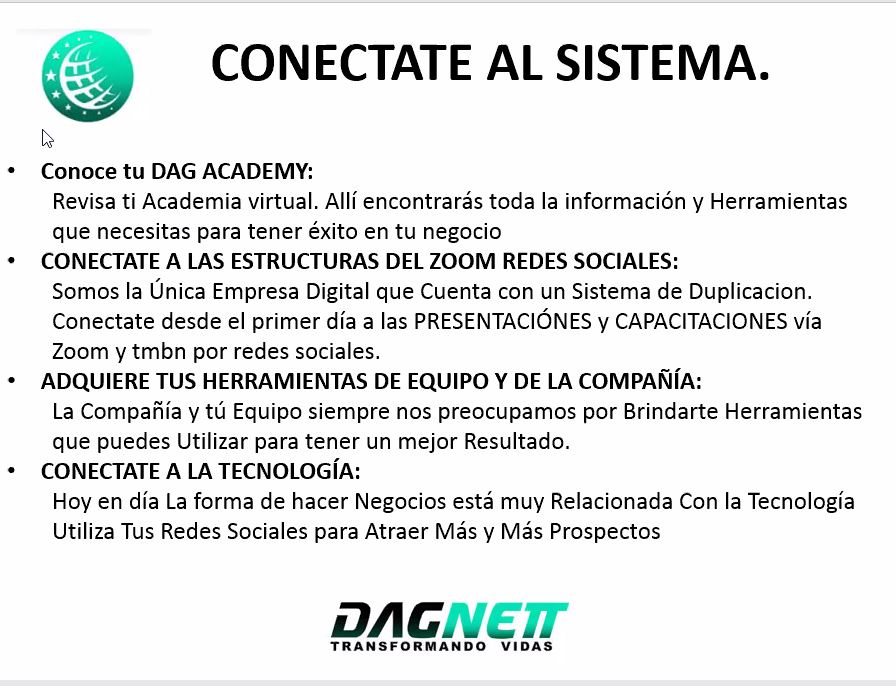 CONECTATE AL SISTEMA.
• Conoce tu DAG ACADEMY:
Revisa ti Academia virtual. Allí encontrarás toda la información y Herramientas
que necesitas para tener éxito en tu negocio
• CONECTATE A LAS ESTRUCTURAS DEL ZOOM REDES SOCIALES:
Somos la Única Empresa Digital que Cuenta con un Sistema de Duplicacion.
Conectate desde el primer día a las PRESENTACIÓNES y CAPACITACIONES vía
Zoom y tmbn por redes sociales.
• ADQUIERE TUS HERRAMIENTAS DE EQUIPO Y DE LA COMPAÑÍA:
La Compañía y tú Equipo siempre nos preocupamos por Brindarte Herramientas
que puedes Utilizar para tener un mejor Resultado.
• CONECTATE A LA TECNOLOGÍA:
Hoy en día La forma de hacer Negocios está muy Relacionada Con la Tecnología
Utiliza Tus Redes Sociales para Atraer Más y Más Prospectos
DAGNETT
TRANSFORMANDO VIDAS